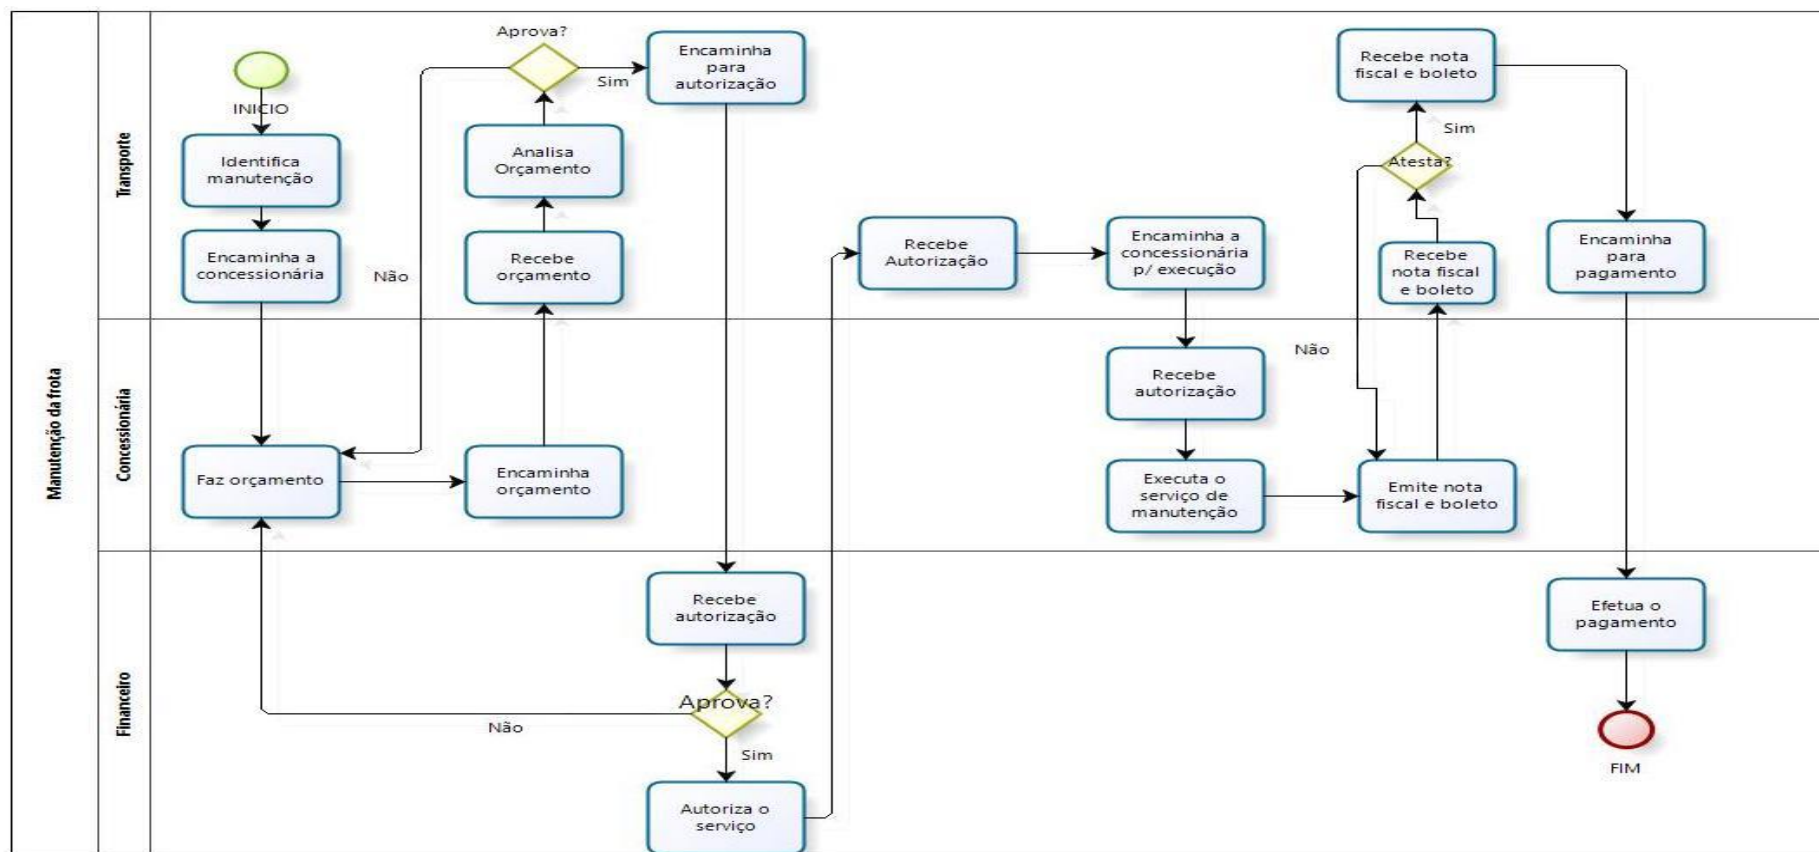 Manutenção da frota
Transporte
INICIO
Identifica
manutenção
Encaminha a
concessionária
Aprova?
Sim
Não
Analisa
Orçamento
Recebe
orçamento
Encaminha
para
autorização
Recebe
Autorização
Encaminha a
concessionária
p/ execução
Recebe nota
fiscal e boleto
Sim
Atesta?
Recebe
nota fiscal
e boleto
Encaminha
para
pagamento
Concessionária
Faz orçamento
Encaminha
orçamento
Recebe
autorização
Executa o
serviço de
manutenção
Não
Emite nota
fiscal e boleto
Financeiro
Recebe
autorização
Aprova?
Não
Sim
Autoriza o
serviço
Efetua o
pagamento
FIM